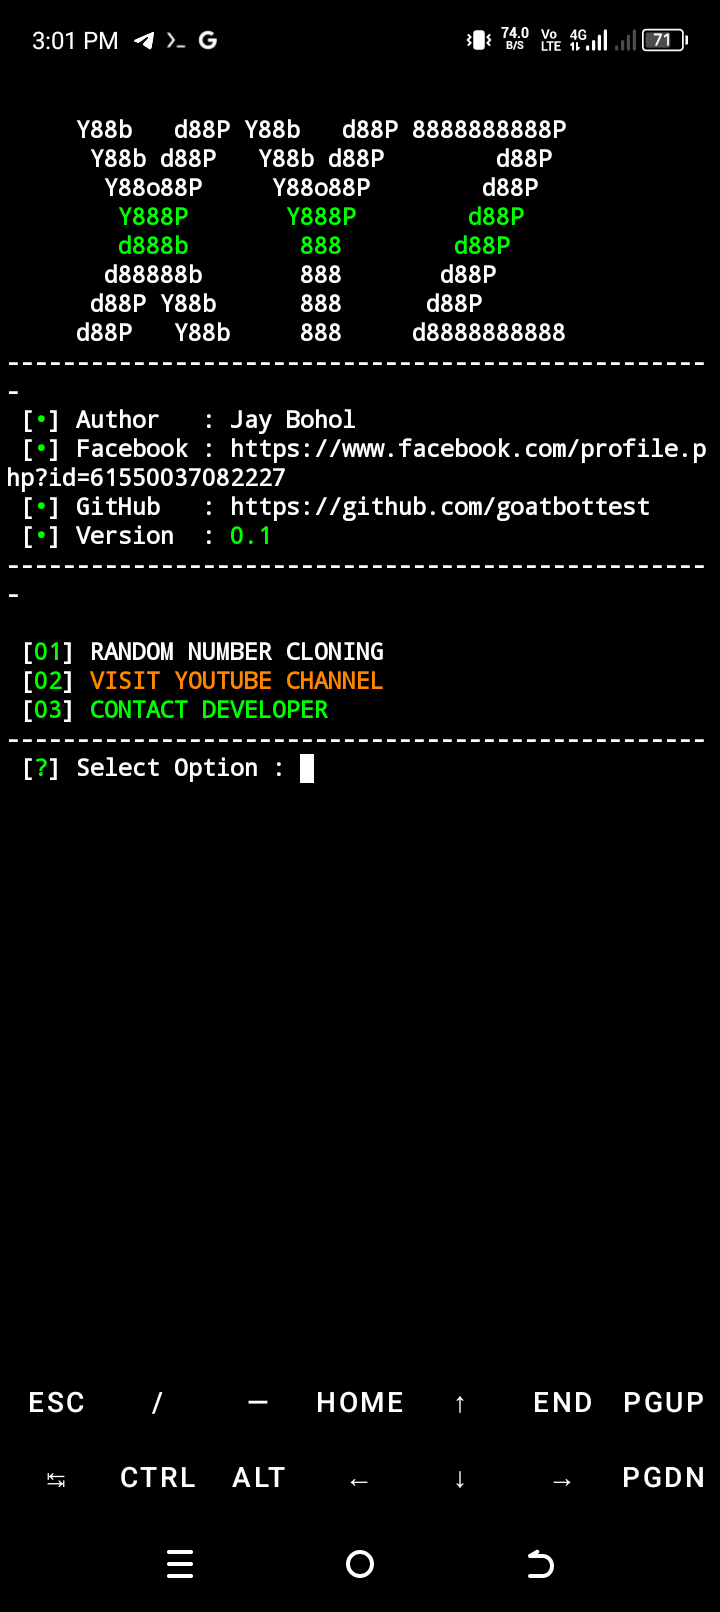 3:01 PM 74.0 B/S Vo LTE 4G 71
Y88b   d88P Y88b   d88P 8888888888P
Y88b d88P   Y88b d88P        d88P
Y88o88P     Y88o88P        d88P
Y888P       Y888P        d88P
d888b        888        d88P
d88888b       888       d88P
d88P Y88b      888      d88P
d88P   Y88b     888     d8888888888
--------------------------------------------------
-
[•] Author   : Jay Bohol
[•] Facebook : https://www.facebook.com/profile.p
hp?id=61550037082227
[•] GitHub   : https://github.com/goatbottest
[•] Version  : 0.1
--------------------------------------------------
-
[01] RANDOM NUMBER CLONING
[02] VISIT YOUTUBE CHANNEL
[03] CONTACT DEVELOPER
--------------------------------------------------
[?] Select Option :
ESC / — HOME ↑ END PGUP
↹ CTRL ALT ← ↓ → PGDN